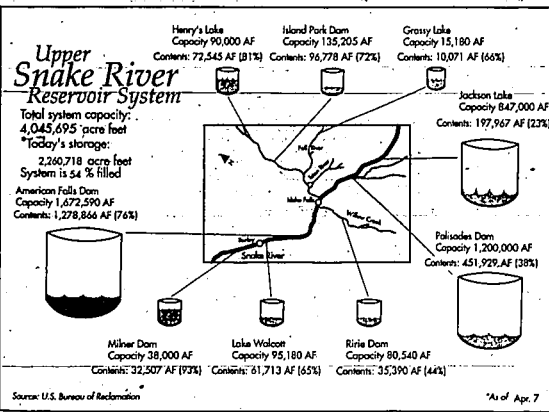 Upper
Snake River
Reservoir System
Total system capacity:
4,045,695 acre feet
*Today's storage:
2,260,718 acre feet
System is 54 % filled
Henry's Lake
Capacity 90,000 AF
Contents: 72,545 AF (81%)
Island Park Dam
Capacity 135,205 AF
Contents: 96,778 AF (72%)
Grassy Lake
Capacity 15,180 AF
Contents: 10,071 AF (66%)
Jackson Lake
Capacity 847,000 AF
Contents: 197,967 AF (23%)
American Falls Dam
Capacity 1,672,590 AF
Contents: 1,278,866 AF (76%)
Fall River
Idaho Falls
Willow Creek
Burley
Snake River
Palisades Dam
Capacity 1,200,000 AF
Contents: 451,929 AF (38%)
Milner Dam
Capacity 38,000 AF
Contents: 32,507 AF (93%)
Lake Walcott
Capacity 95,180 AF
Contents: 61,713 AF (65%)
Ririe Dam
Capacity 80,540 AF
Contents: 35,390 AF (44%)
Source: U.S. Bureau of Reclamation
*As of Apr. 7